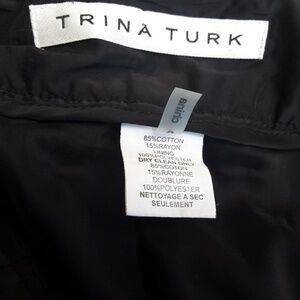 TRINA TURK
china
85%COTTON
15%RAYON
LINING
100%POLYESTER
DRY CLEAN ONLY
85%COTON
15%RAYONNE
DOUBLURE
100%POLYESTER
NETTOYAGE A SEC
SEULEMENT